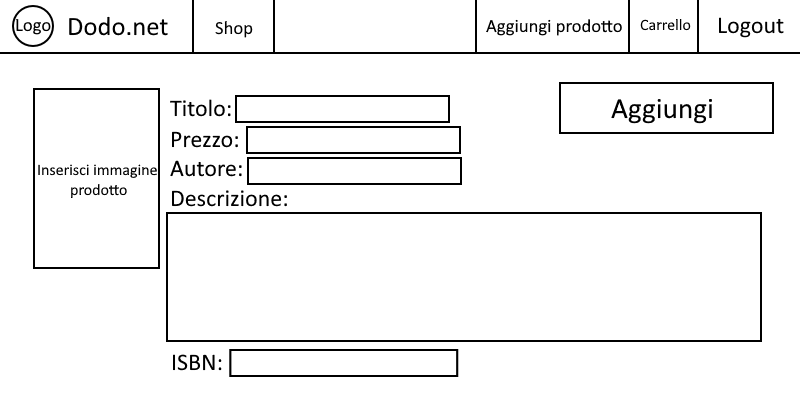 Logo Dodo.net Shop Aggiungi prodotto Carrello Logout
Aggiungi
Titolo:
Prezzo:
Autore:
Inserisci immagine
prodotto
Descrizione:
ISBN: